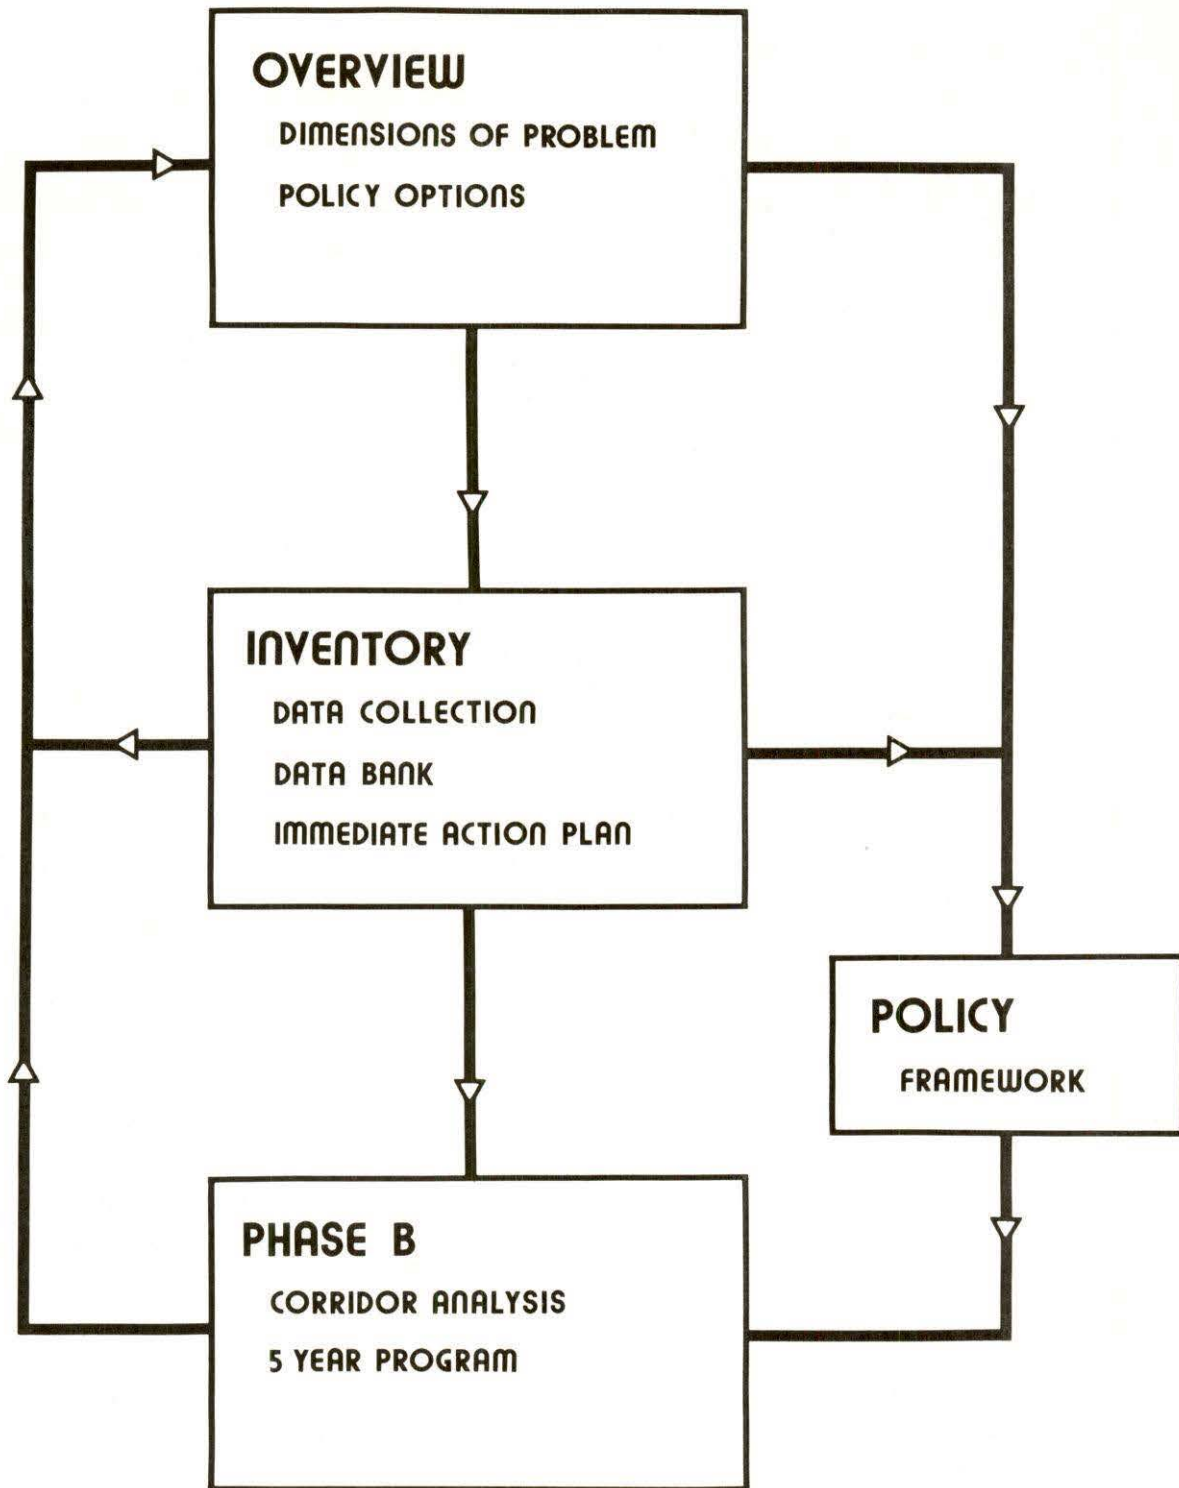 OVERVIEW
DIMENSIONS OF PROBLEM
POLICY OPTIONS
INVENTORY
DATA COLLECTION
DATA BANK
IMMEDIATE ACTION PLAN
POLICY
FRAMEWORK
PHASE B
CORRIDOR ANALYSIS
5 YEAR PROGRAM